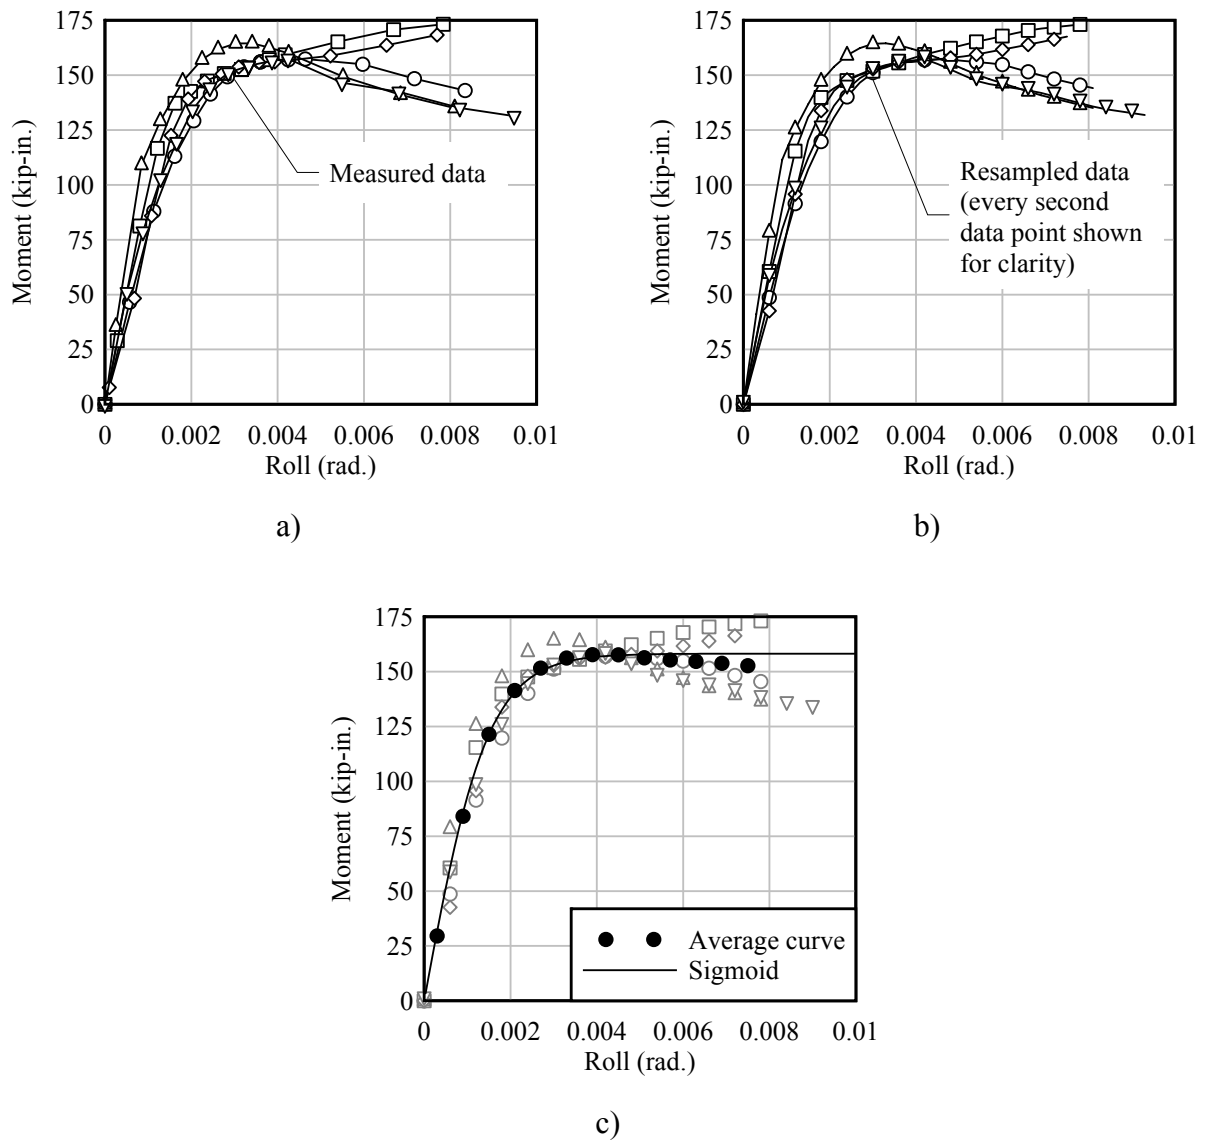 175
150
125
100
75
50
25
0
Moment (kip-in.)
Measured data
0 0.002 0.004 0.006 0.008 0.01
Roll (rad.)
a)
175
150
125
100
75
50
25
0
Moment (kip-in.)
Resampled data
(every second
data point shown
for clarity)
0 0.002 0.004 0.006 0.008 0.01
Roll (rad.)
b)
175
150
125
100
75
50
25
0
Moment (kip-in.)
Average curve
Sigmoid
0 0.002 0.004 0.006 0.008 0.01
Roll (rad.)
c)